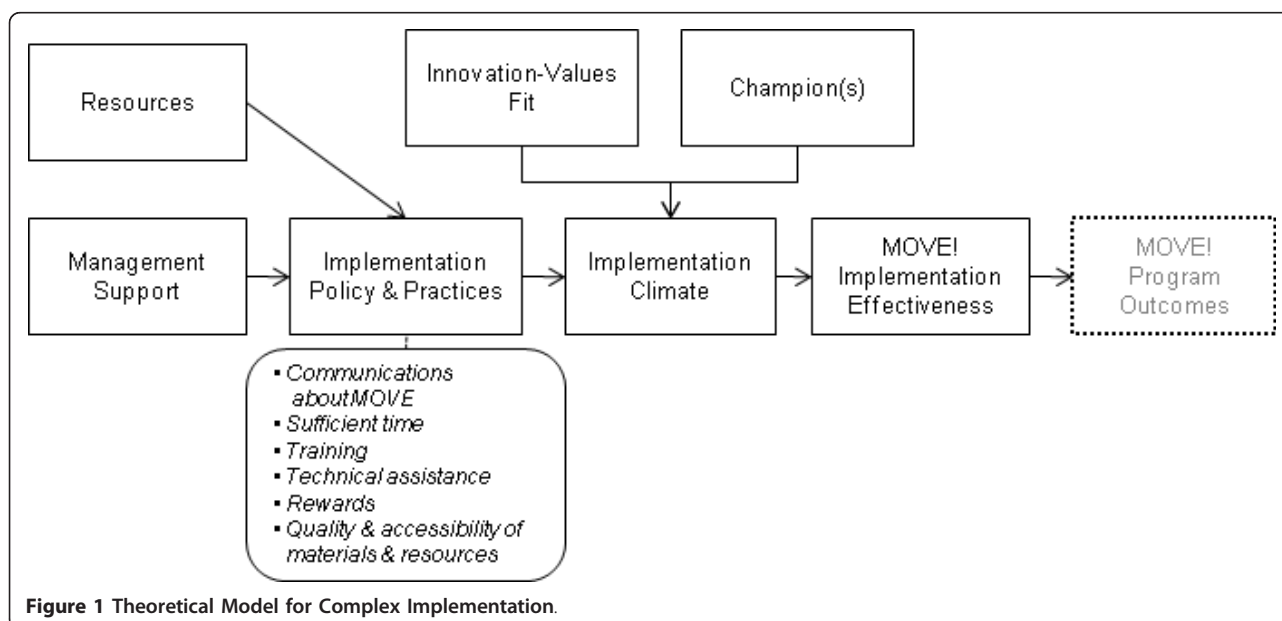 Resources
Innovation-Values
Fit
Champion(s)
Management
Support
Implementation
Policy & Practices
Implementation
Climate
MOVE!
Implementation
Effectiveness
MOVE!
Program
Outcomes
▪ Communications
aboutMOVE
▪ Sufficient time
▪ Training
▪ Technical assistance
▪ Rewards
▪ Quality & accessibility of
materials & resources
Figure 1 Theoretical Model for Complex Implementation.